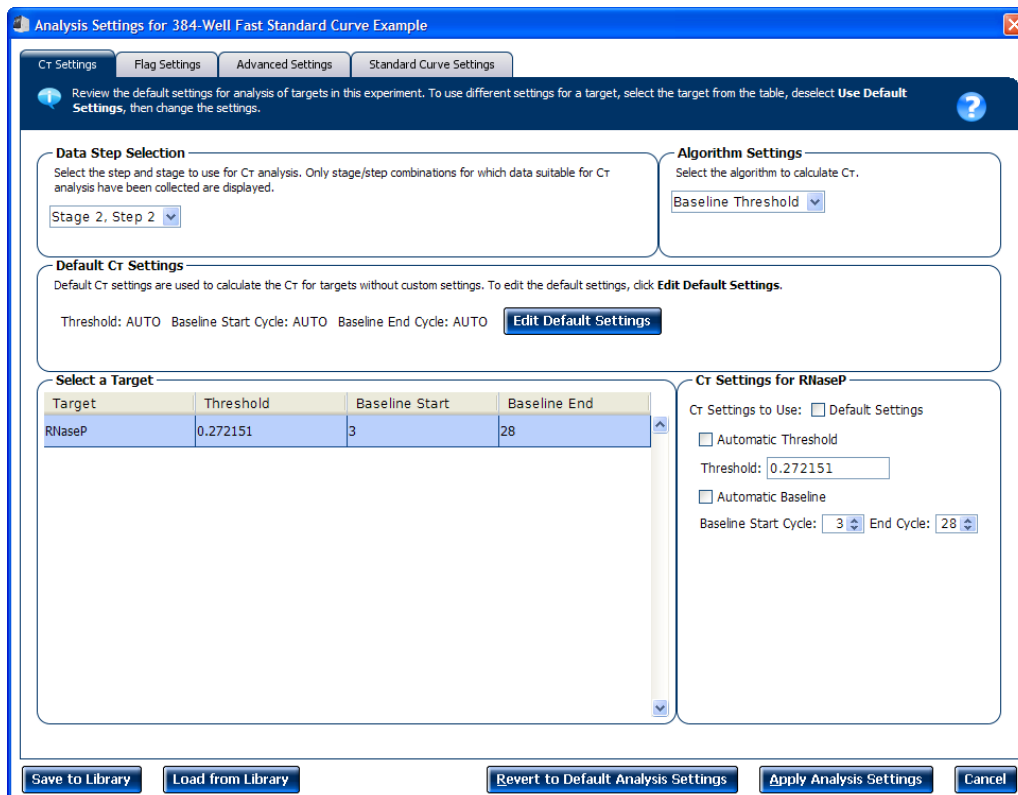 Analysis Settings for 384-Well Fast Standard Curve Example
CT Settings
Flag Settings
Advanced Settings
Standard Curve Settings
Review the default settings for analysis of targets in this experiment. To use different settings for a target, select the target from the table, deselect Use Default
Settings, then change the settings.
Data Step Selection
Select the step and stage to use for CT analysis. Only stage/step combinations for which data suitable for CT
analysis have been collected are displayed.
Stage 2, Step 2
Algorithm Settings
Select the algorithm to calculate CT.
Baseline Threshold
Default CT Settings
Default CT settings are used to calculate the CT for targets without custom settings. To edit the default settings, click Edit Default Settings.
Threshold: AUTO Baseline Start Cycle: AUTO Baseline End Cycle: AUTO
Edit Default Settings
Select a Target
Target Threshold Baseline Start Baseline End
RNaseP 0.272151 3 28
CT Settings for RNaseP
CT Settings to Use: Default Settings
Automatic Threshold
Threshold: 0.272151
Automatic Baseline
Baseline Start Cycle: 3 End Cycle: 28
Save to Library
Load from Library
Revert to Default Analysis Settings
Apply Analysis Settings
Cancel